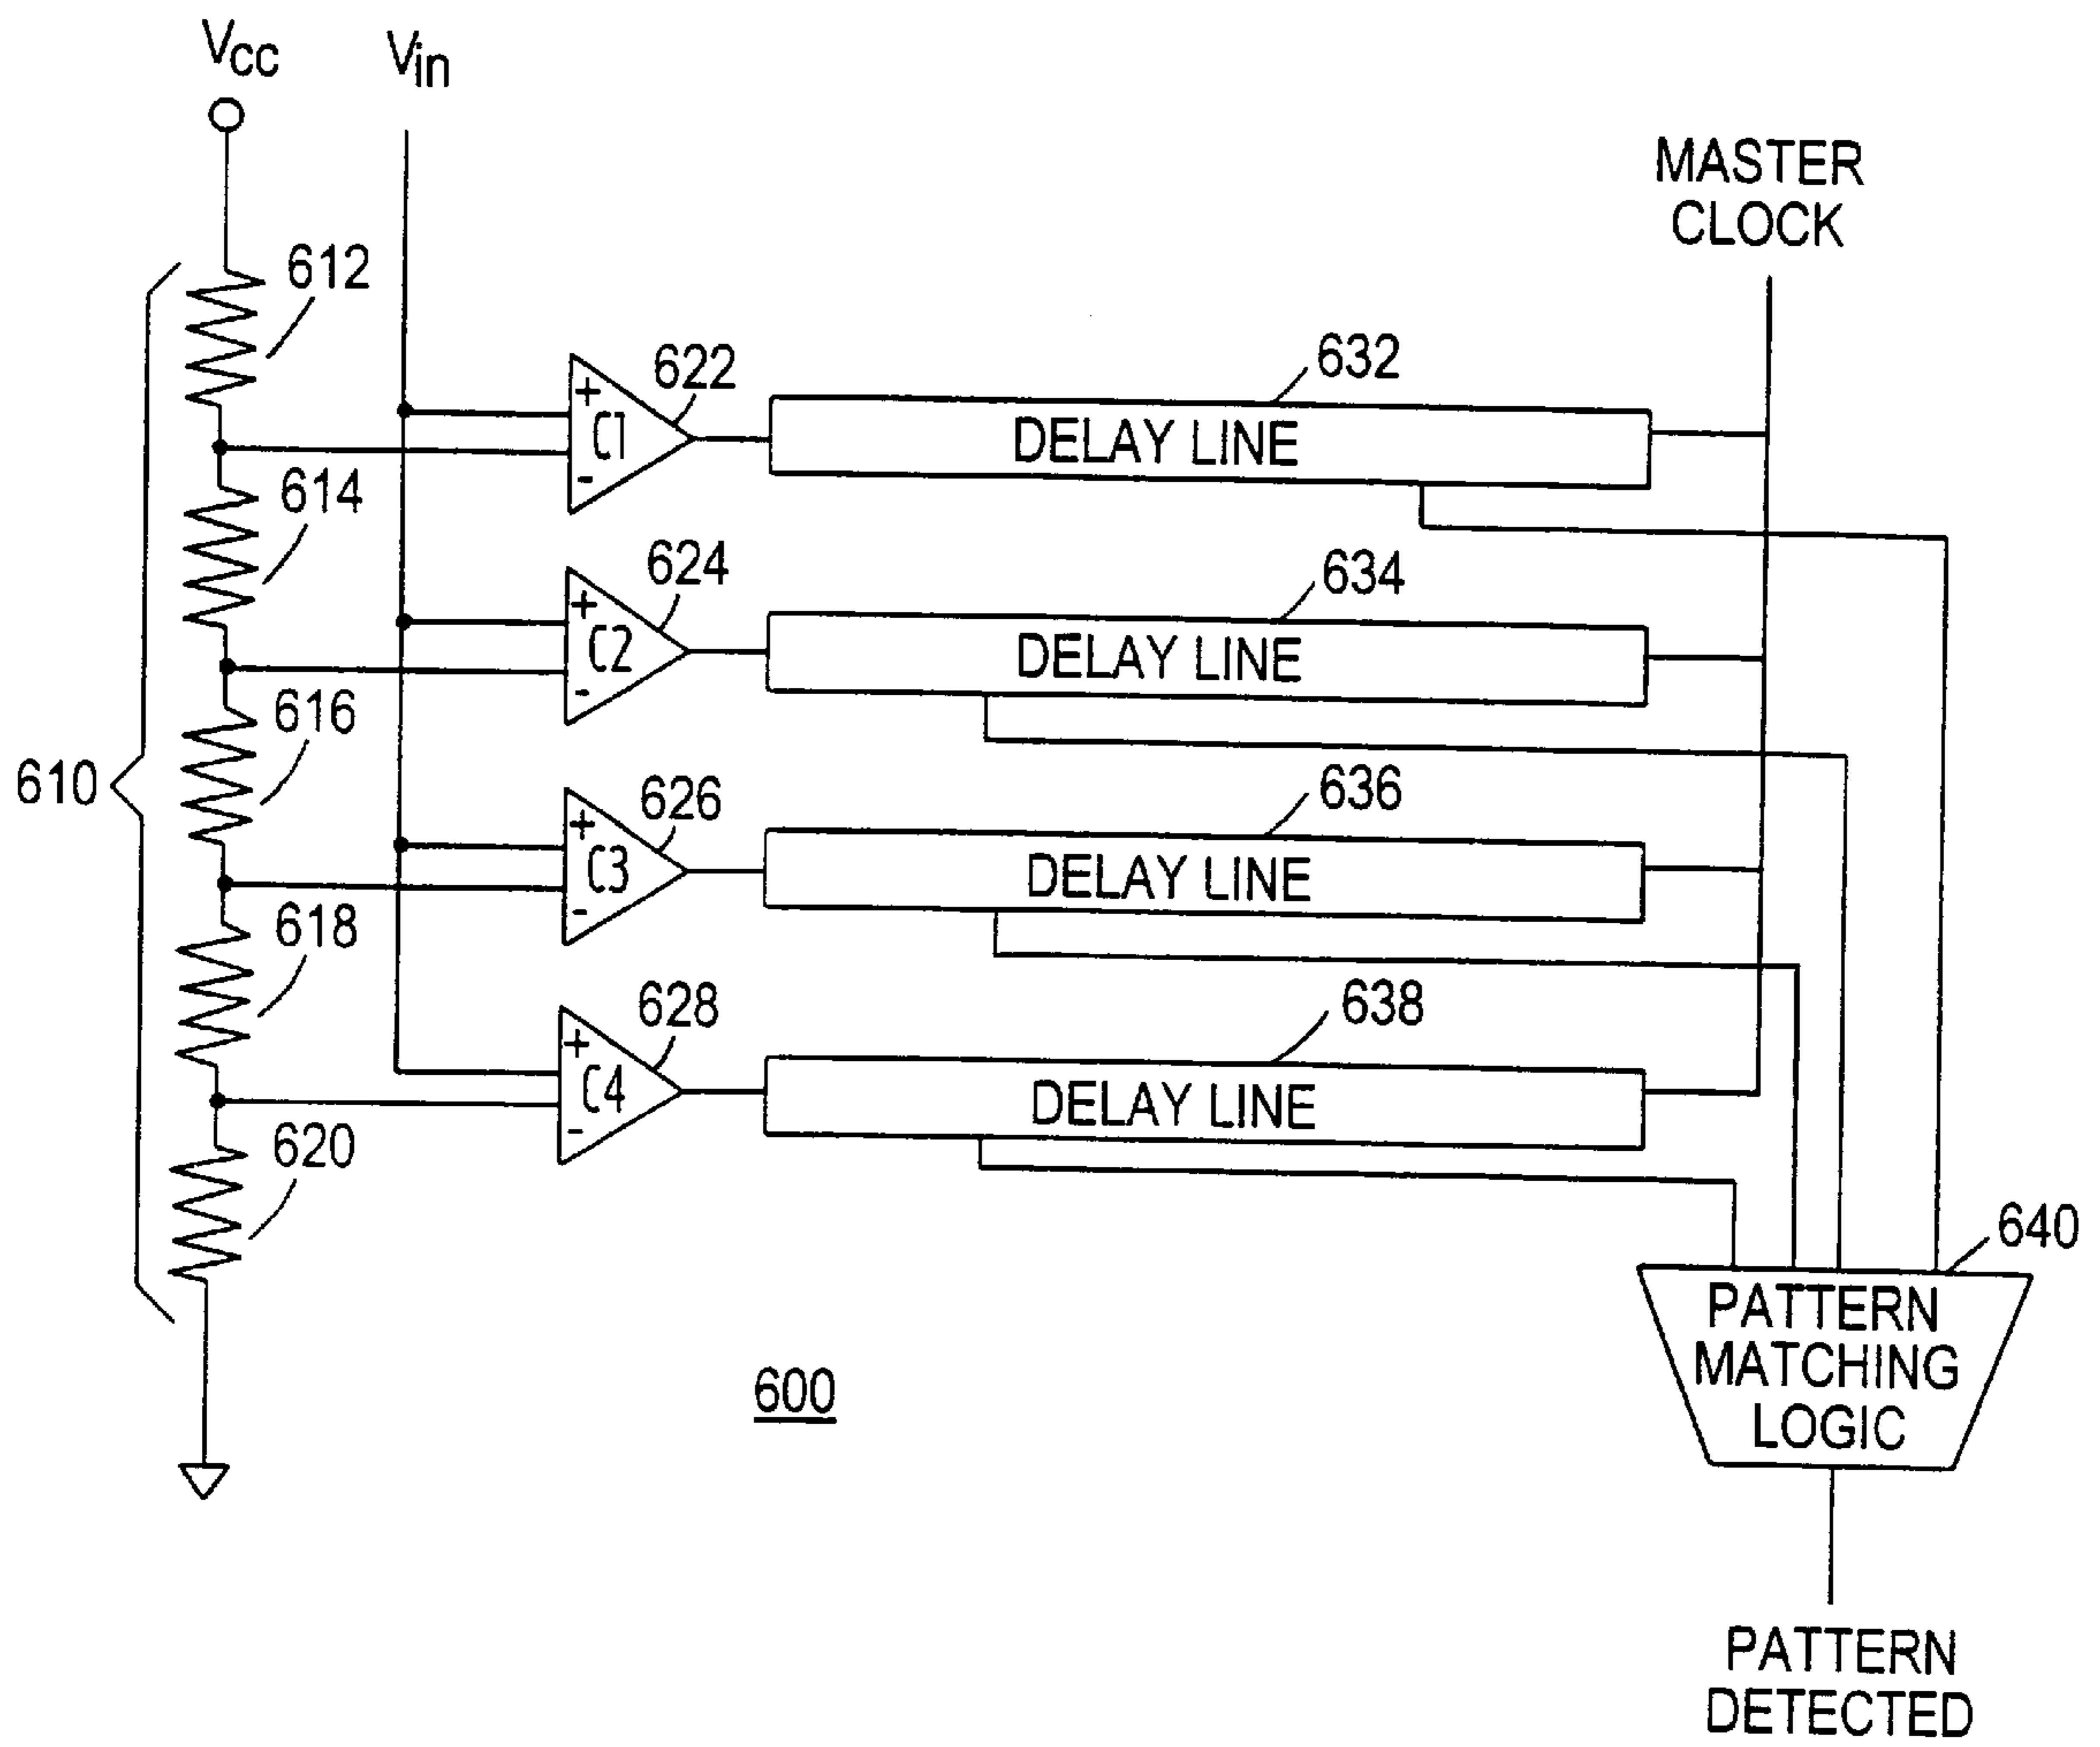 Vcc
Vin
MASTER
CLOCK
612
622
+
C1
-
632
DELAY LINE
614
624
+
C2
-
634
DELAY LINE
616
610
626
+
C3
-
636
DELAY LINE
618
628
+
C4
-
638
DELAY LINE
620
640
PATTERN
MATCHING
LOGIC
600
PATTERN
DETECTED